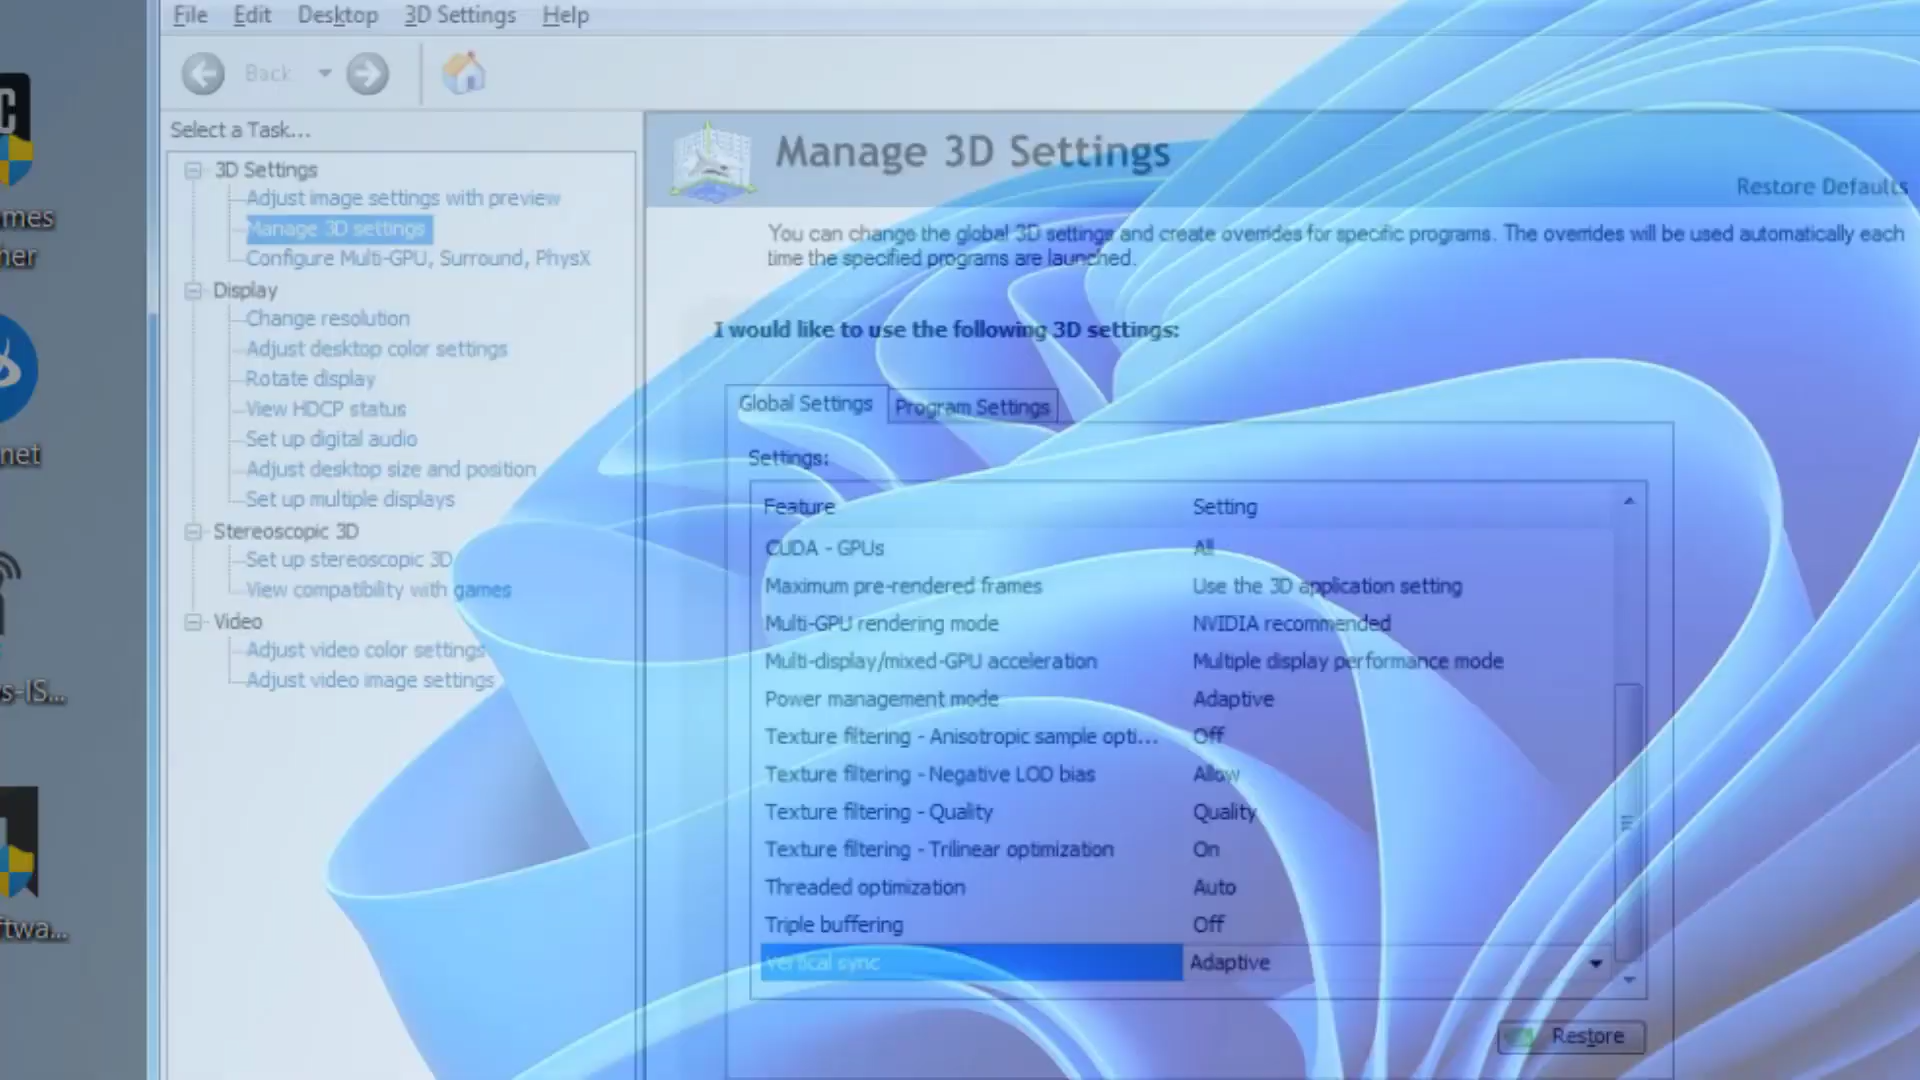 File Edit Desktop 3D Settings Help
Back
Select a Task...
3D Settings
Adjust image settings with preview
Manage 3D settings
Configure Multi-GPU, Surround, PhysX
Display
Change resolution
Adjust desktop color settings
Rotate display
View HDCP status
Set up digital audio
Adjust desktop size and position
Set up multiple displays
Stereoscopic 3D
Set up stereoscopic 3D
View compatibility with games
Video
Adjust video color settings
Adjust video image settings
Manage 3D Settings
Restore Defaults
You can change the global 3D settings and create overrides for specific programs. The overrides will be used automatically each
time the specified programs are launched.
I would like to use the following 3D settings:
Global Settings Program Settings
Settings:
Feature Setting
CUDA - GPUs All
Maximum pre-rendered frames Use the 3D application setting
Multi-GPU rendering mode NVIDIA recommended
Multi-display/mixed-GPU acceleration Multiple display performance mode
Power management mode Adaptive
Texture filtering - Anisotropic sample opti... Off
Texture filtering - Negative LOD bias Allow
Texture filtering - Quality Quality
Texture filtering - Trilinear optimization On
Threaded optimization Auto
Triple buffering Off
Vertical sync Adaptive
Restore
mes
her
net
s-IS...
ftwa...